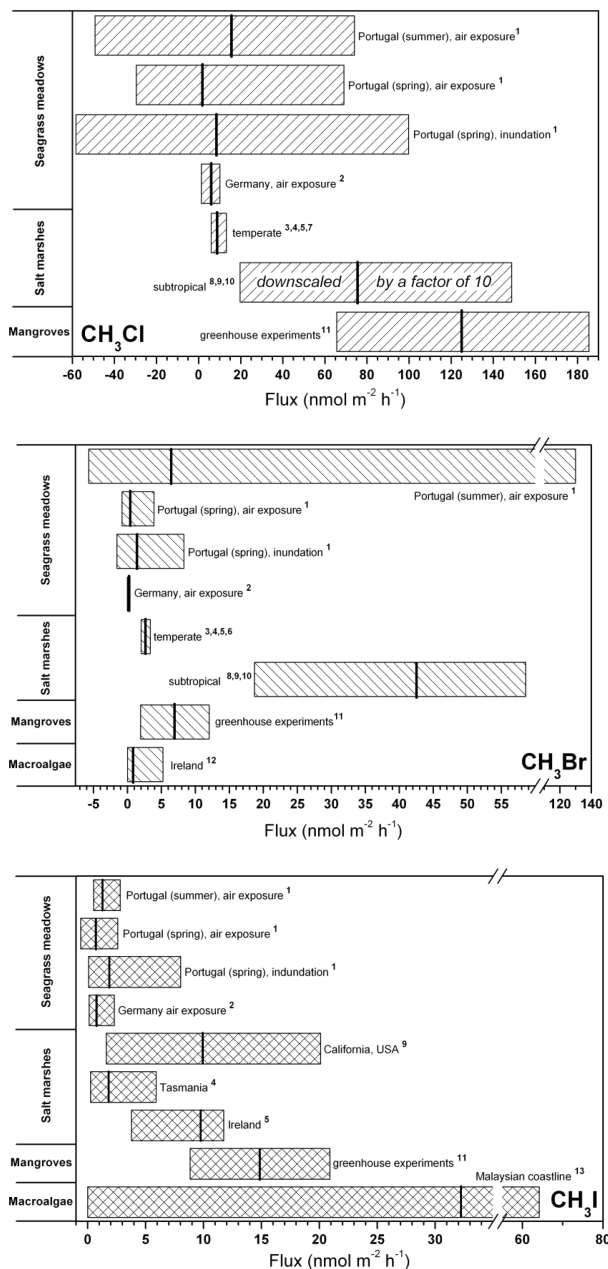 Seagrass meadows
Portugal (summer), air exposure 1
Portugal (spring), air exposure 1
Portugal (spring), inundation 1
Germany, air exposure 2
Salt marshes
temperate 3,4,5,7
subtropical 8,9,10
downscaled by a factor of 10
Mangroves
greenhouse experiments 11
CH3Cl
-60 -40 -20 0 20 40 60 80 100 120 140 160 180
Flux (nmol m-2 h-1)
Seagrass meadows
Portugal (summer), air exposure 1
Portugal (spring), air exposure 1
Portugal (spring), inundation 1
Germany, air exposure 2
Salt marshes
temperate 3,4,5,6
subtropical 8,9,10
Mangroves
greenhouse experiments 11
Macroalgae
Ireland 12
CH3Br
-5 0 5 10 15 20 25 30 35 40 45 50 55 120 140
Flux (nmol m-2 h-1)
Seagrass meadows
Portugal (summer), air exposure 1
Portugal (spring), air exposure 1
Portugal (spring), indundation 1
Germany air exposure 2
Salt marshes
California, USA 9
Tasmania 4
Ireland 5
Mangroves
greenhouse experiments 11
Malaysian coastline 13
Macroalgae
CH3I
0 10 20 30 60 80
Flux (nmol m-2 h-1)